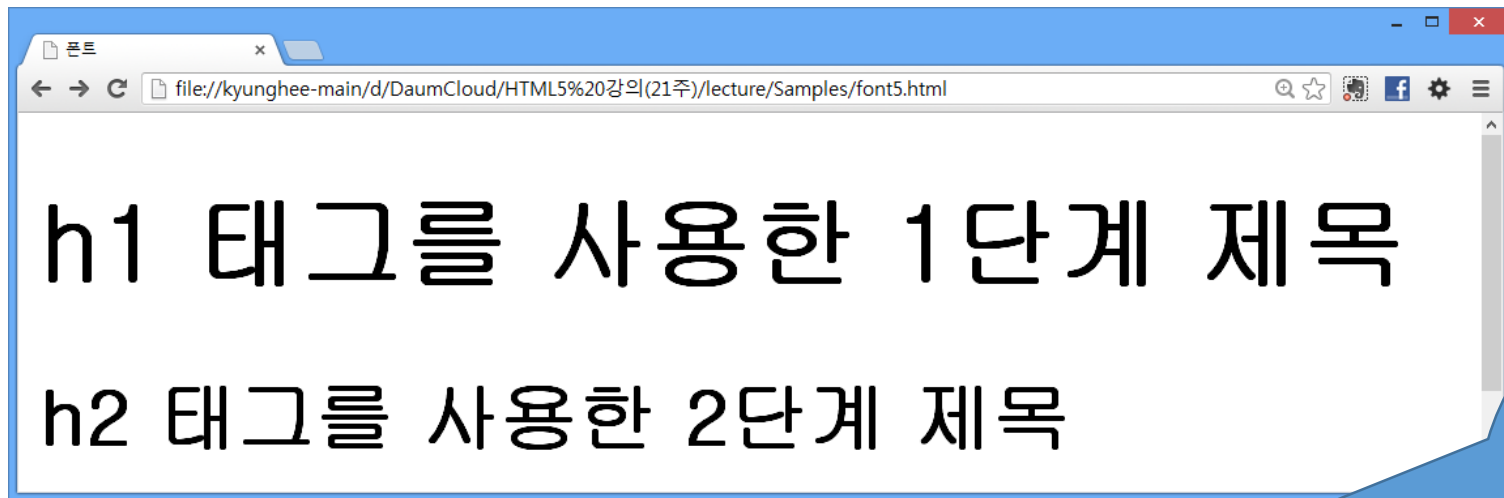 폰트
file://kyunghee-main/d/DaumCloud/HTML5%20강의(21주)/lecture/Samples/font5.html
h1 태그를 사용한 1단계 제목
h2 태그를 사용한 2단계 제목